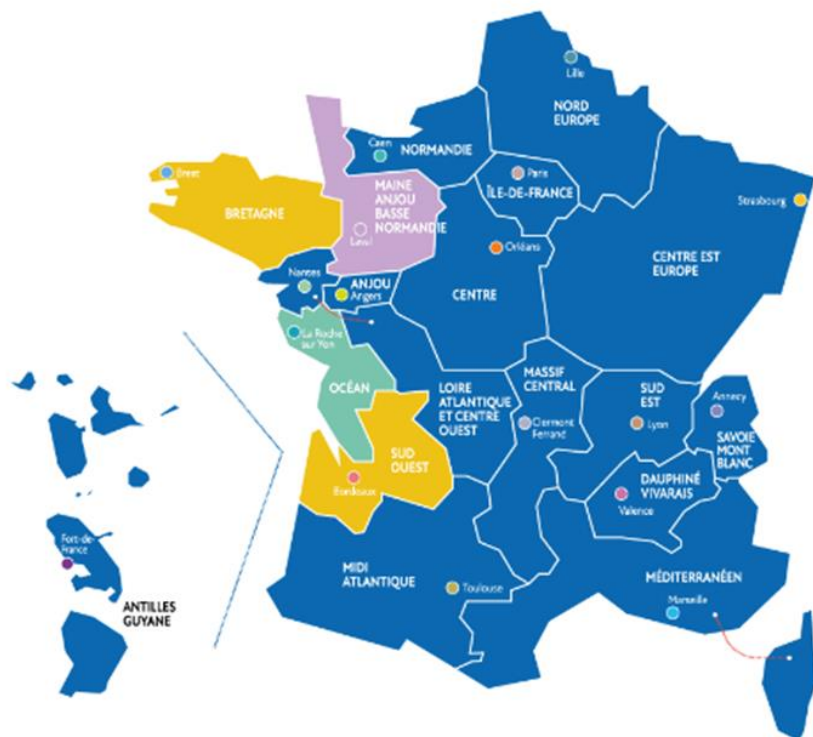 Lille
NORD
EUROPE
Caen
NORMANDIE
Paris
ÎLE-DE-FRANCE
Brest
BRETAGNE
MAINE
ANJOU
BASSE
NORMANDIE
Laval
Strasbourg
Orléans
CENTRE EST
EUROPE
Nantes
ANJOU
Angers
CENTRE
La Roche
sur Yon
OCÉAN
LOIRE
ATLANTIQUE
ET CENTRE
OUEST
MASSIF
CENTRAL
Clermont
Ferrand
SUD
EST
Lyon
Annecy
SAVOIE
MONT
BLANC
SUD
OUEST
Bordeaux
DAUPHINÉ
VIVARAIS
Valence
Fort-de-
France
ANTILLES
GUYANE
MIDI
ATLANTIQUE
Toulouse
MÉDITERRANÉEN
Marseille